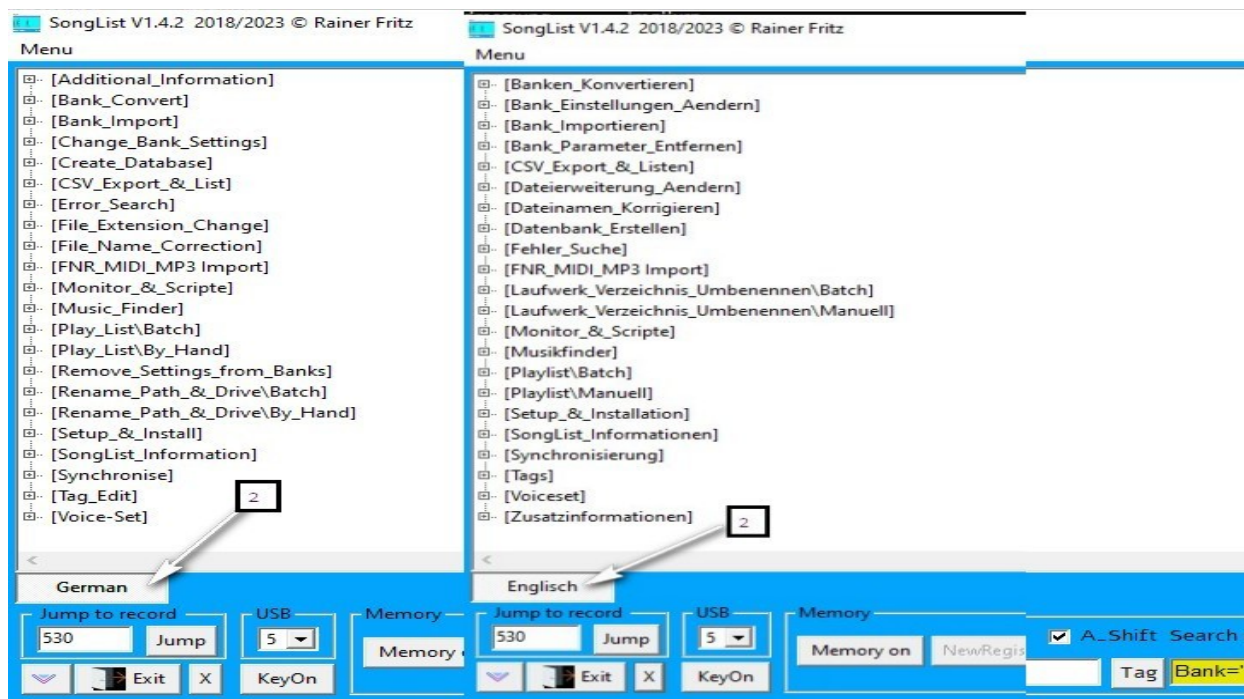 SongList V1.4.2 2018/2023 © Rainer Fritz
Menu
[Additional_Information]
[Bank_Convert]
[Bank_Import]
[Change_Bank_Settings]
[Create_Database]
[CSV_Export_&_List]
[Error_Search]
[File_Extension_Change]
[File_Name_Correction]
[FNR_MIDI_MP3 Import]
[Monitor_&_Scripte]
[Music_Finder]
[Play_List\Batch]
[Play_List\By_Hand]
[Remove_Settings_from_Banks]
[Rename_Path_&_Drive\Batch]
[Rename_Path_&_Drive\By_Hand]
[Setup_&_Install]
[SongList_Information]
[Synchronise]
[Tag_Edit]
[Voice-Set]
2
German
Jump to record
530
Jump
USB
5
Memory
Memory
Exit
X
KeyOn
SongList V1.4.2 2018/2023 © Rainer Fritz
Menu
[Banken_Konvertieren]
[Bank_Einstellungen_Aendern]
[Bank_Importieren]
[Bank_Parameter_Entfernen]
[CSV_Export_&_Listen]
[Dateierweiterung_Aendern]
[Dateinamen_Korrigieren]
[Datenbank_Erstellen]
[Fehler_Suche]
[FNR_MIDI_MP3 Import]
[Laufwerk_Verzeichnis_Umbenennen\Batch]
[Laufwerk_Verzeichnis_Umbenennen\Manuell]
[Monitor_&_Scripte]
[Musikfinder]
[Playlist\Batch]
[Playlist\Manuell]
[Setup_&_Installation]
[SongList_Informationen]
[Synchronisierung]
[Tags]
[Voiceset]
[Zusatzinformationen]
2
Englisch
Jump to record
530
Jump
USB
5
Memory
Memory on
NewRegis
A_Shift Search
Exit
X
KeyOn
Tag
Bank='